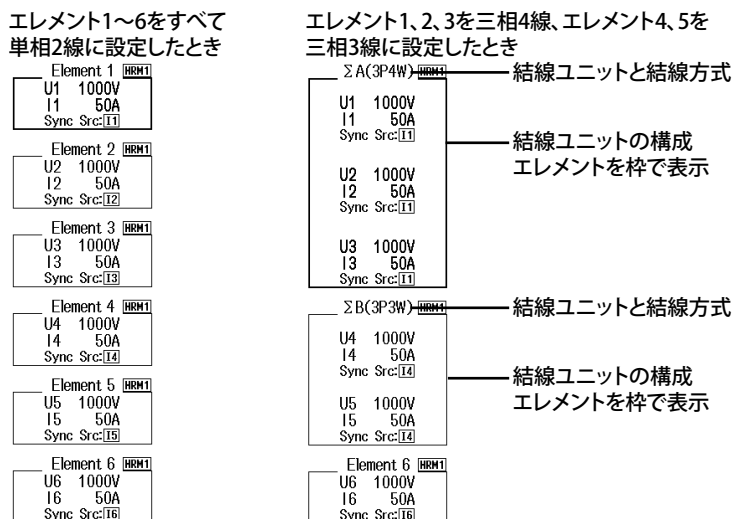 エレメント1～6をすべて
単相2線に設定したとき
Element 1 HRM1
U1 1000V
I1 50A
Sync Src:I1
Element 2 HRM1
U2 1000V
I2 50A
Sync Src:I2
Element 3 HRM1
U3 1000V
I3 50A
Sync Src:I3
Element 4 HRM1
U4 1000V
I4 50A
Sync Src:I4
Element 5 HRM1
U5 1000V
I5 50A
Sync Src:I5
Element 6 HRM1
U6 1000V
I6 50A
Sync Src:I6
エレメント1、2、3を三相4線、エレメント4、5を
三相3線に設定したとき
ΣA(3P4W) HRM1
結線ユニットと結線方式
U1 1000V
I1 50A
Sync Src:I1
結線ユニットの構成
エレメントを枠で表示
U2 1000V
I2 50A
Sync Src:I1
U3 1000V
I3 50A
Sync Src:I1
ΣB(3P3W) HRM1
結線ユニットと結線方式
U4 1000V
I4 50A
Sync Src:I4
結線ユニットの構成
エレメントを枠で表示
U5 1000V
I5 50A
Sync Src:I4
Element 6 HRM1
U6 1000V
I6 50A
Sync Src:I6